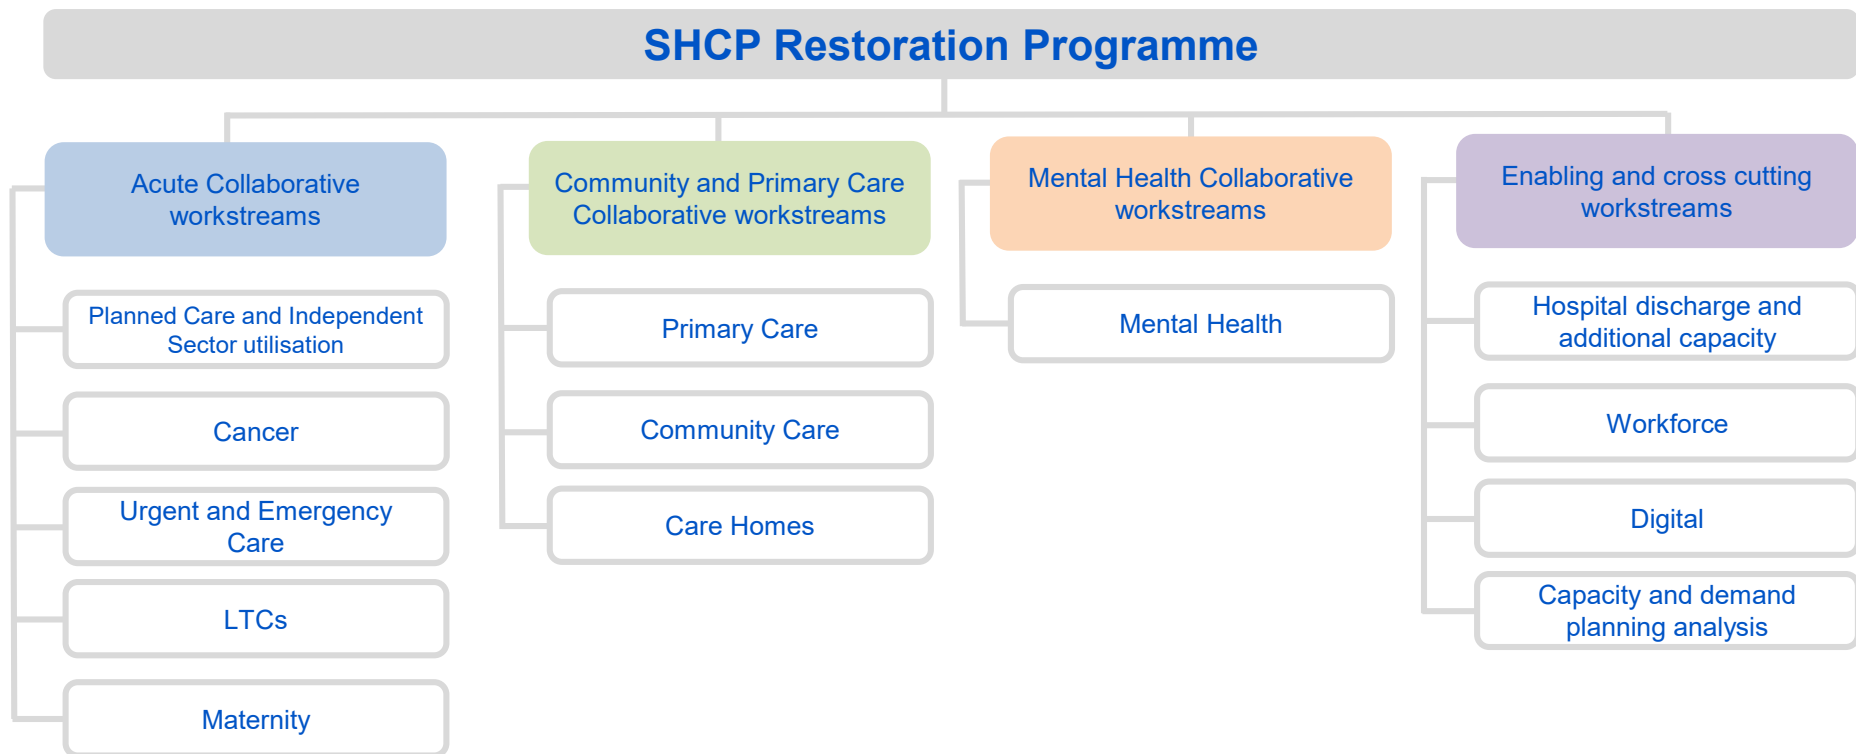 SHCP Restoration Programme
Acute Collaborative
workstreams
Planned Care and Independent
Sector utilisation
Cancer
Urgent and Emergency
Care
LTCs
Maternity
Community and Primary Care
Collaborative workstreams
Primary Care
Community Care
Care Homes
Mental Health Collaborative
workstreams
Mental Health
Enabling and cross cutting
workstreams
Hospital discharge and
additional capacity
Workforce
Digital
Capacity and demand
planning analysis